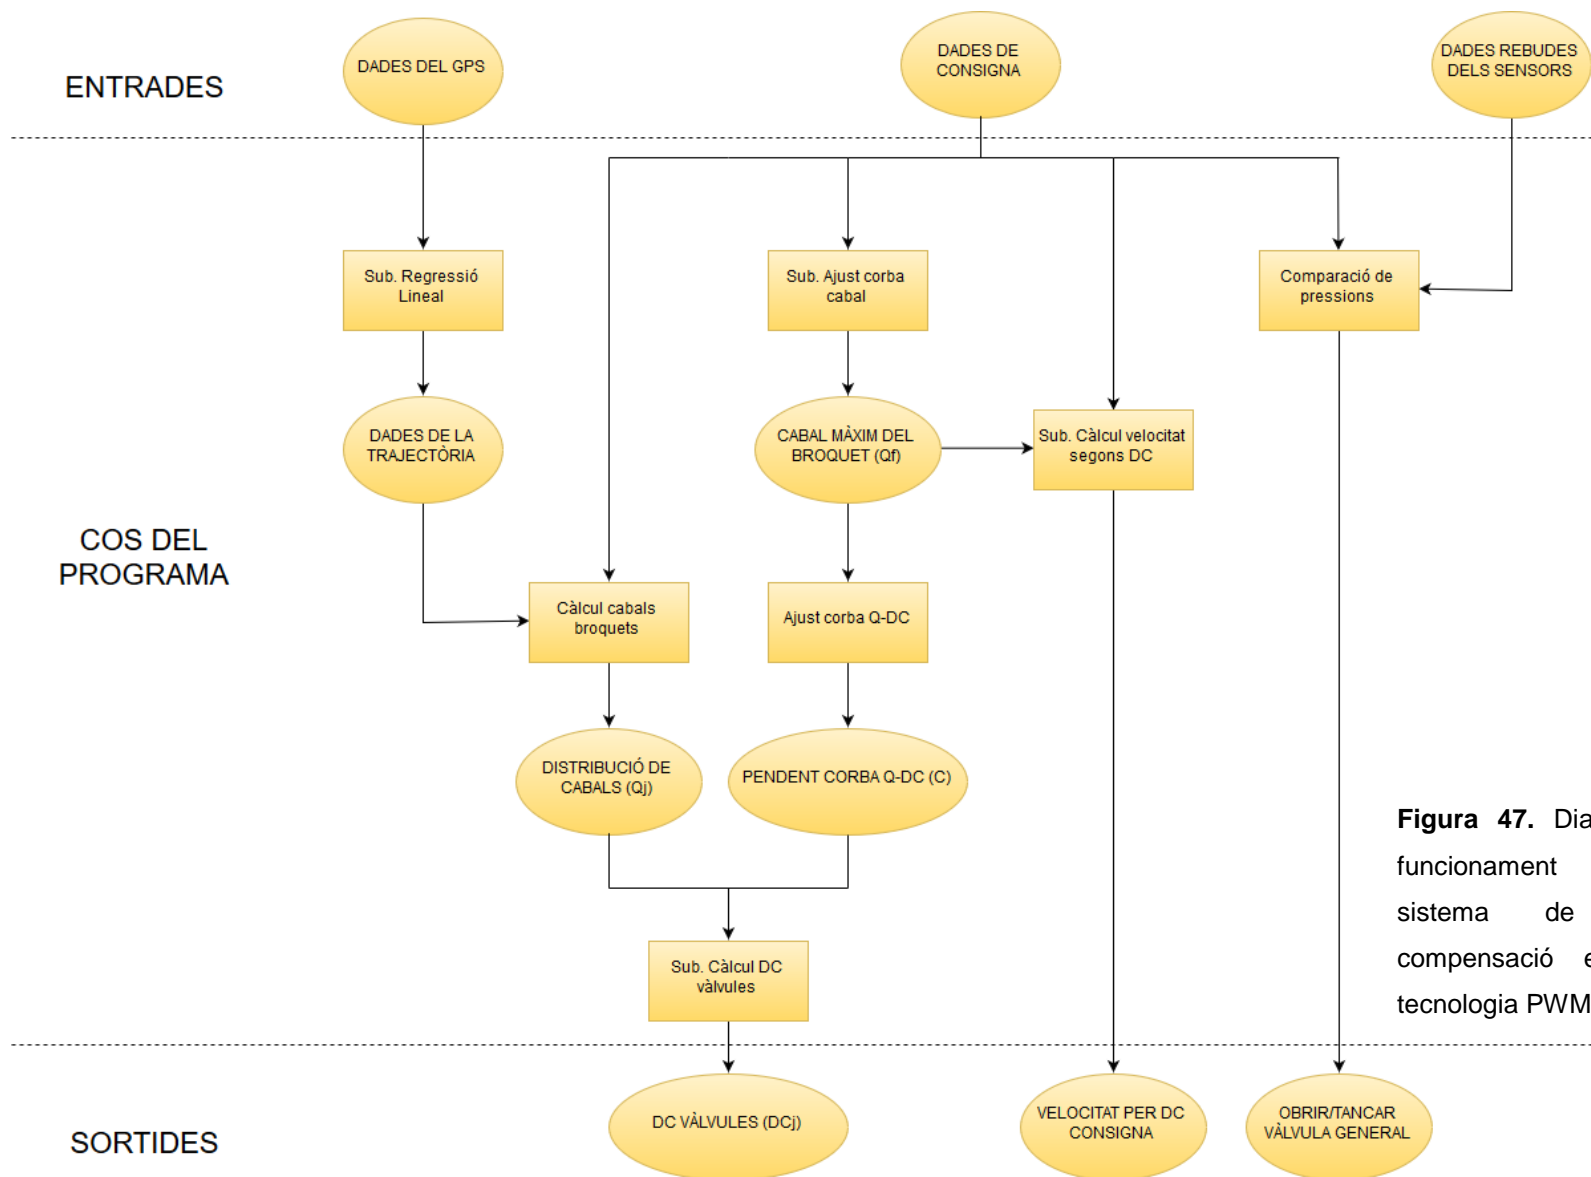 ENTRADES
DADES DEL GPS
DADES DE
CONSIGNA
DADES REBUDES
DELS SENSORS
COS DEL
PROGRAMA
Sub. Regressió
Lineal
Sub. Ajust corba
cabal
Comparació de
pressions
DADES DE LA
TRAJECTÒRIA
CABAL MÀXIM DEL
BROQUET (Qf)
Sub. Càlcul velocitat
segons DC
Càlcul cabals
broquets
Ajust corba Q-DC
DISTRIBUCIÓ DE
CABALS (Qj)
PENDENT CORBA Q-DC (C)
Sub. Càlcul DC
vàlvules
Figura 47. Dia
funcionament
sistema de
compensació e
tecnologia PWM
SORTIDES
DC VÀLVULES (DCj)
VELOCITAT PER DC
CONSIGNA
OBRIR/TANCAR
VÀLVULA GENERAL